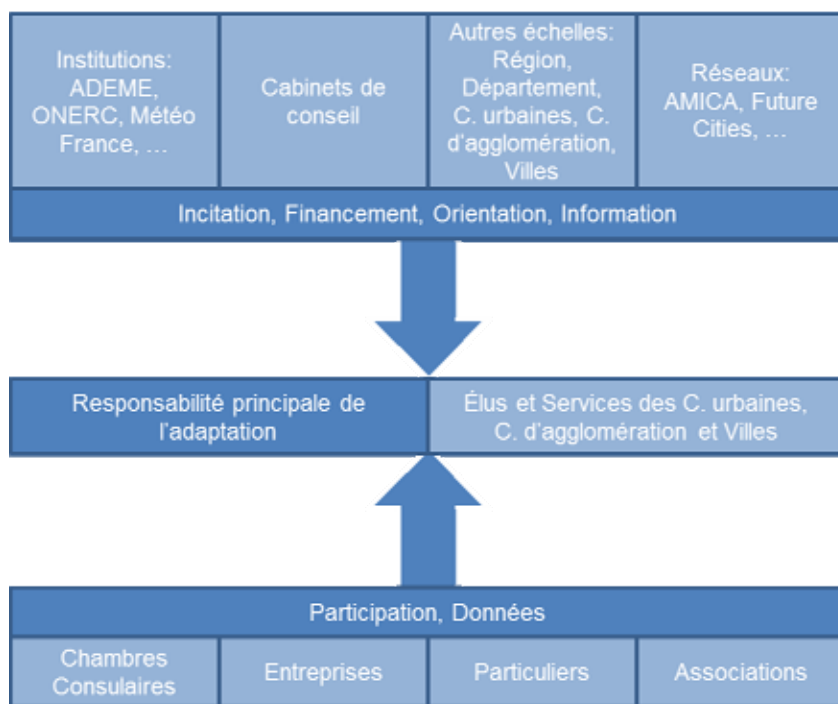 Institutions:
ADEME,
ONERC, Météo
France, …
Cabinets de
conseil
Autres échelles:
Région,
Département,
C. urbaines, C.
d’agglomération,
Villes
Réseaux:
AMICA, Future
Cities, …
Incitation, Financement, Orientation, Information
Responsabilité principale de
l’adaptation
Élus et Services des C. urbaines,
C. d’agglomération et Villes
Participation, Données
Chambres
Consulaires
Entreprises
Particuliers
Associations